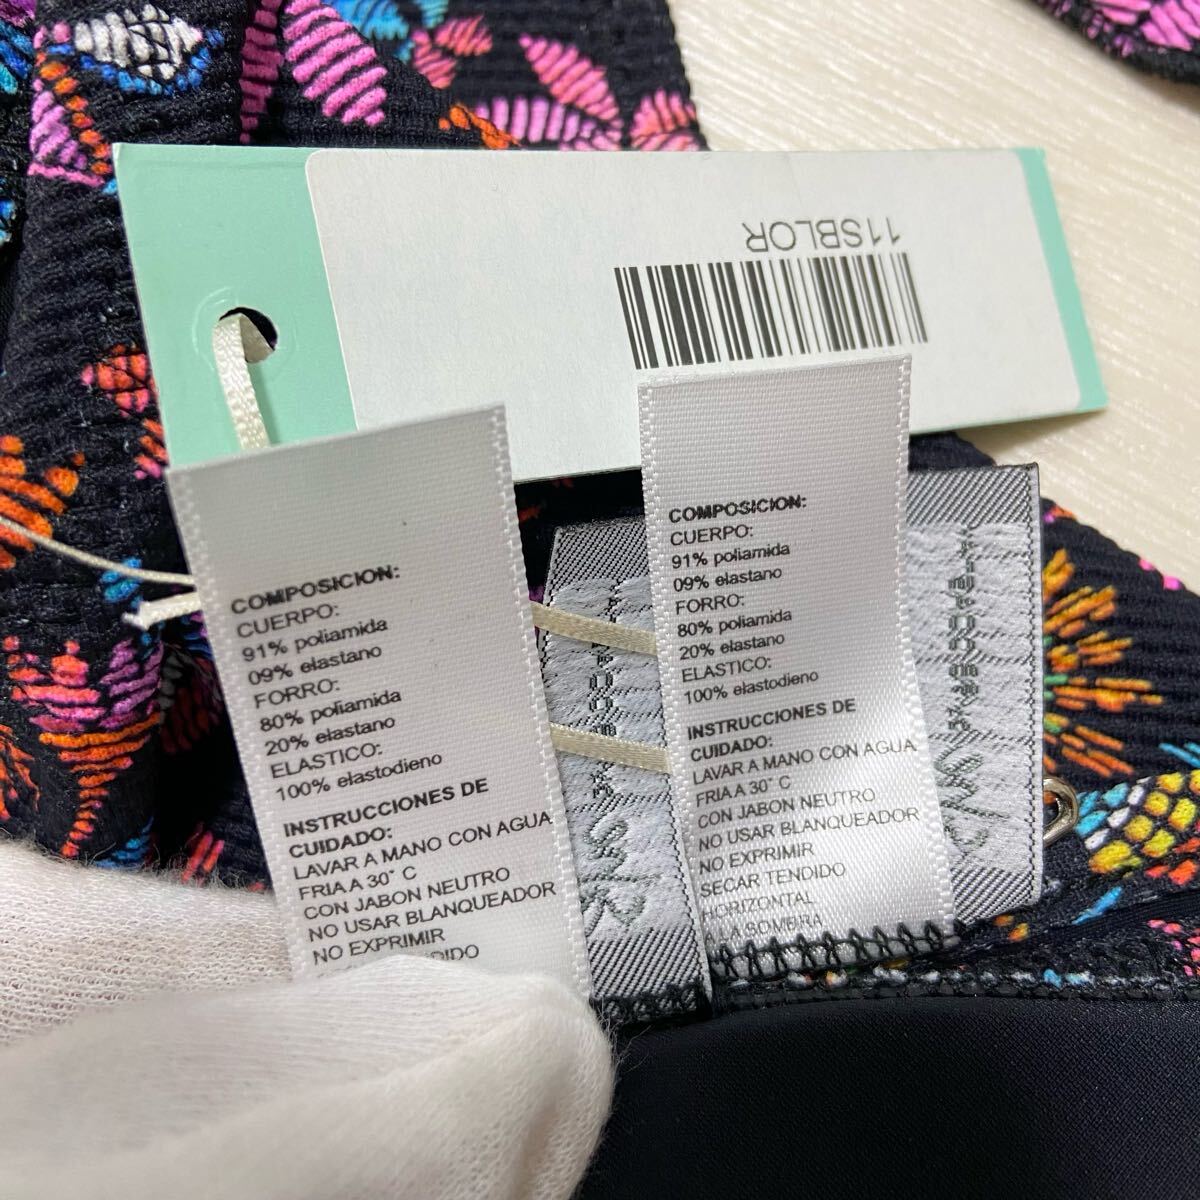 11SBLOR
COMPOSICION:
CUERPO:
91% poliamida
09% elastano
FORRO:
80% poliamida
20% elastano
ELASTICO:
100% elastodieno
INSTRUCCIONES DE
CUIDADO:
LAVAR A MANO CON AGUA
FRIA A 30° C
CON JABON NEUTRO
NO USAR BLANQUEADOR
NO EXPRIMIR
COMPOSICION:
CUERPO:
91% poliamida
09% elastano
FORRO:
80% poliamida
20% elastano
ELASTICO:
100% elastodieno
INSTRUCCIONES DE
CUIDADO:
LAVAR A MANO CON AGUA
FRIA A 30° C
CON JABON NEUTRO
NO USAR BLANQUEADOR
NO EXPRIMIR
SECAR TENDIDO
HORIZONTAL
A LA SOMBRA